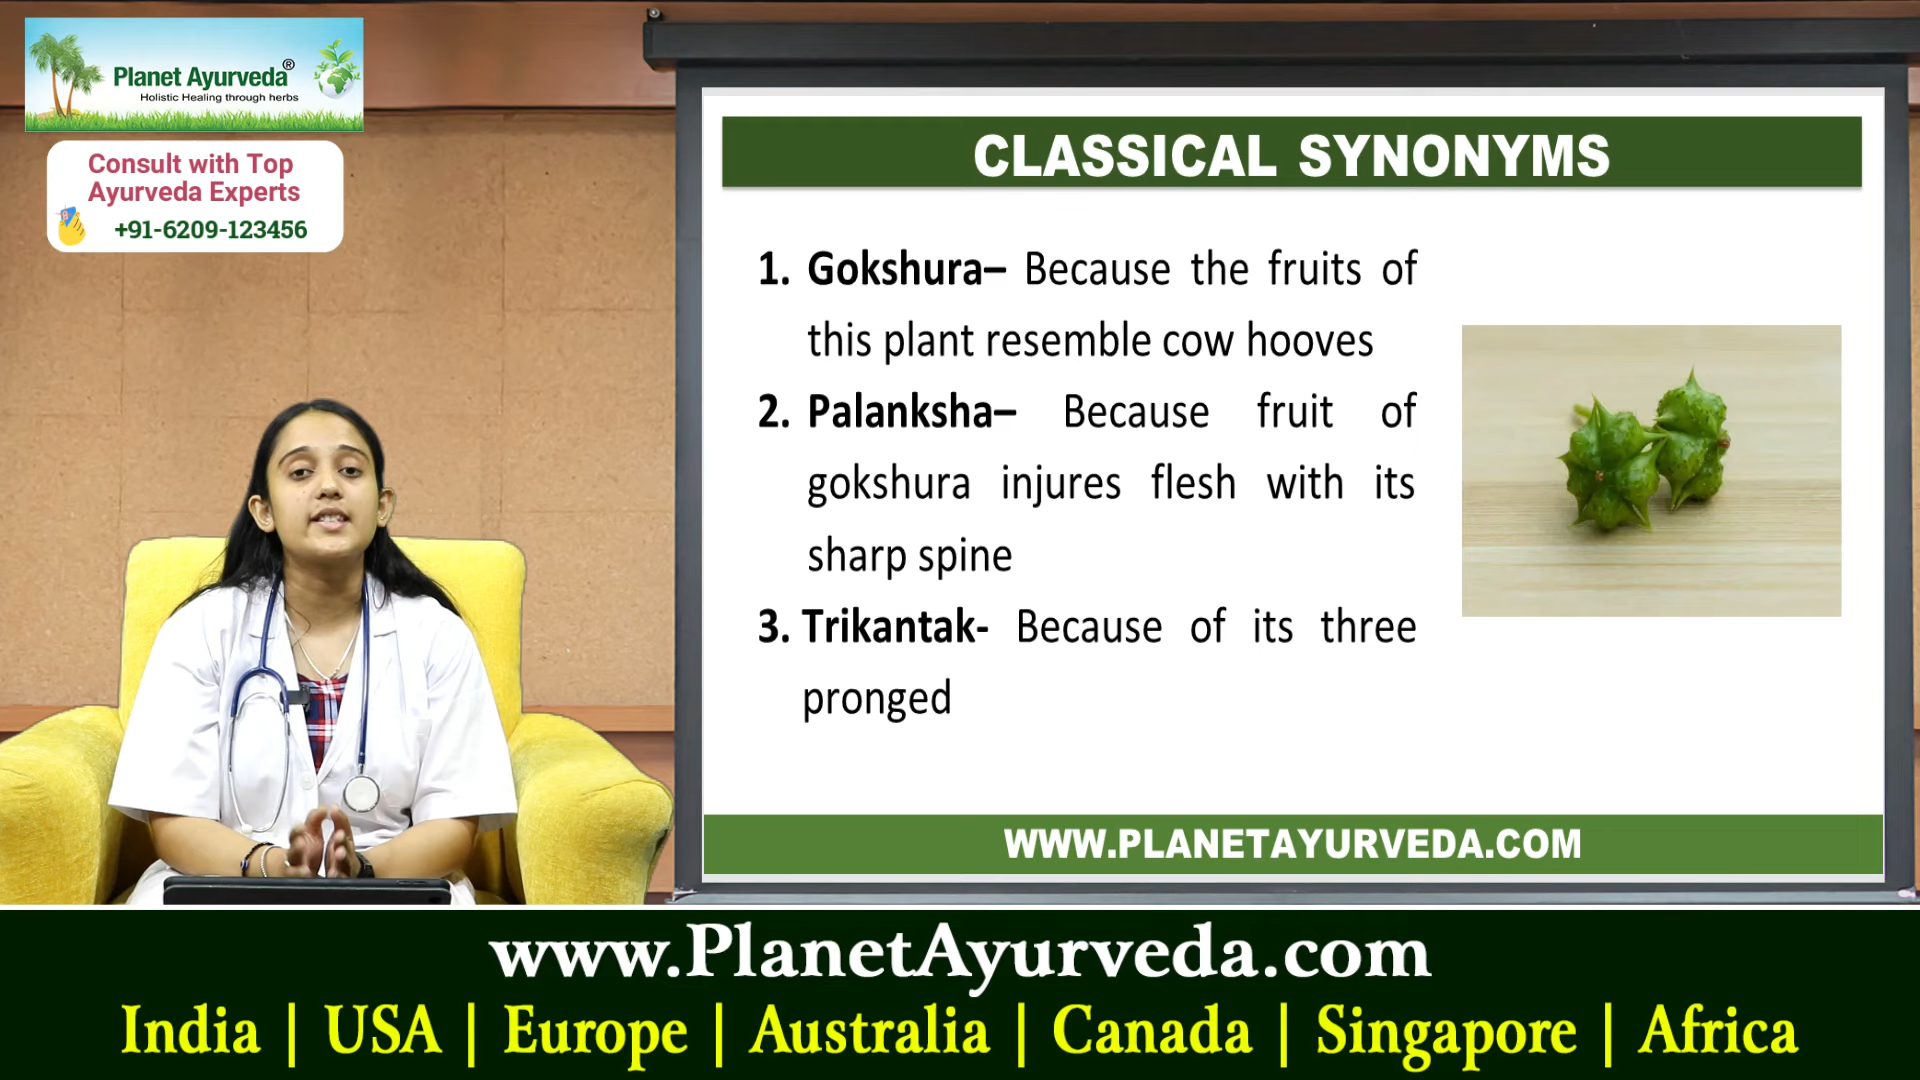 Planet Ayurveda®
Holistic Healing through herbs
Consult with Top
Ayurveda Experts
+91-6209-123456
CLASSICAL SYNONYMS
1. Gokshura– Because the fruits of
this plant resemble cow hooves
2. Palanksha– Because fruit of
gokshura injures flesh with its
sharp spine
3. Trikantak- Because of its three
pronged
WWW.PLANETAYURVEDA.COM
www.PlanetAyurveda.com
India | USA | Europe | Australia | Canada | Singapore | Africa